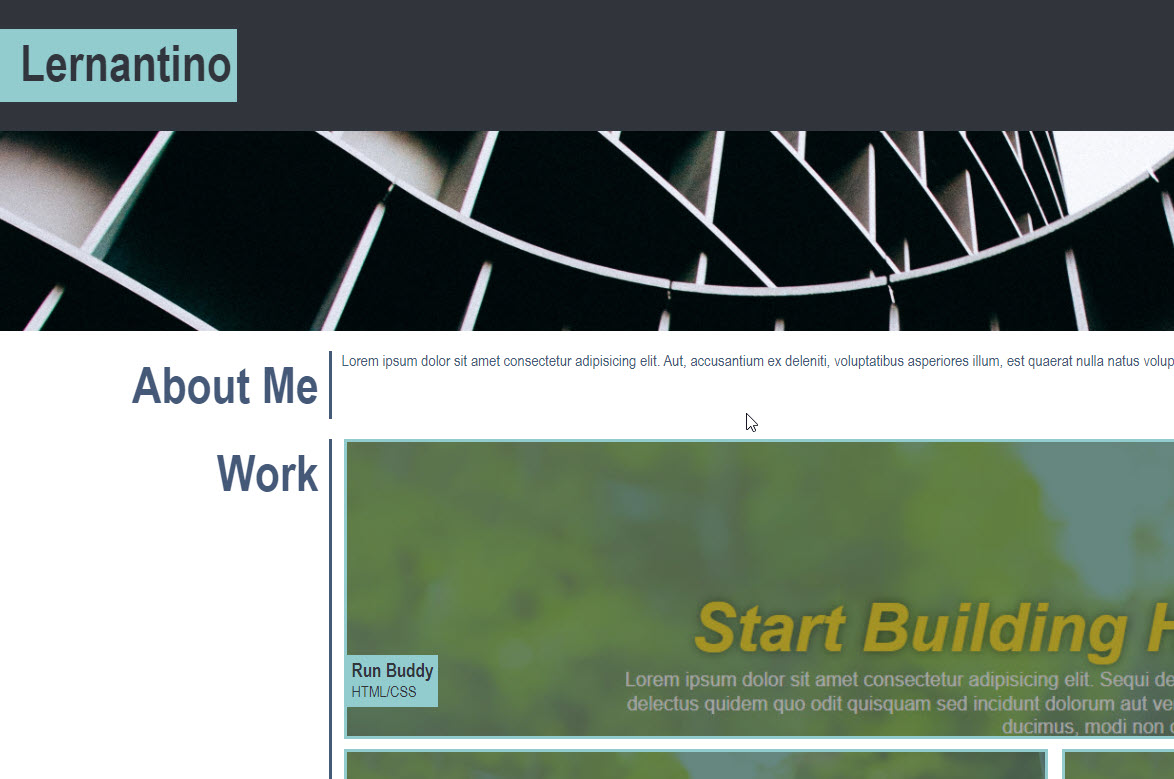 Lernantino
About Me
Lorem ipsum dolor sit amet consectetur adipisicing elit. Aut, accusantium ex deleniti, voluptatibus asperiores illum, est quaerat nulla natus volup
Work
Start Building H
Lorem ipsum dolor sit amet consectetur adipisicing elit. Sequi de
delectus quidem quo odit quisquam sed incidunt dolorum aut ve
ducimus, modi non
Run Buddy
HTML/CSS